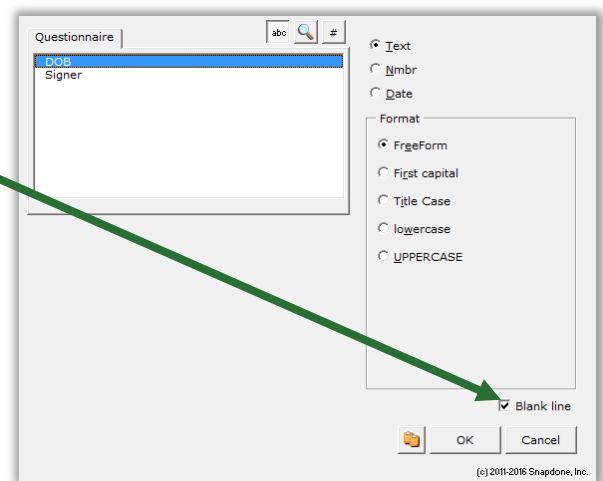 Questionnaire
abc
#
DOB
Signer
Text
Nmbr
Date
Format
FreeForm
First capital
Title Case
lowercase
UPPERCASE
Blank line
OK
Cancel
(c) 2011-2016 Snapdone, Inc.